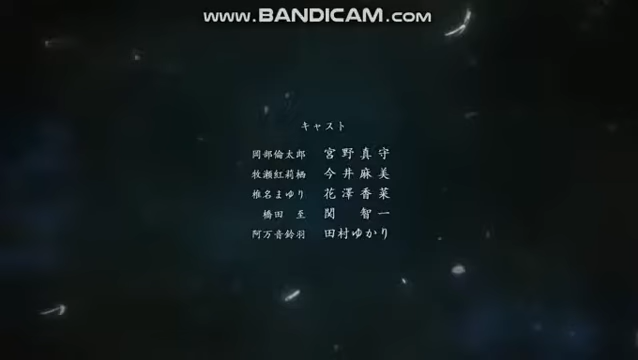 www.BANDICAM.com
キャスト
岡部倫太郎 宮野真守
牧瀬紅莉栖 今井麻美
椎名まゆり 花澤香菜
橋田 至 関 智一
阿万音鈴羽 田村ゆかり